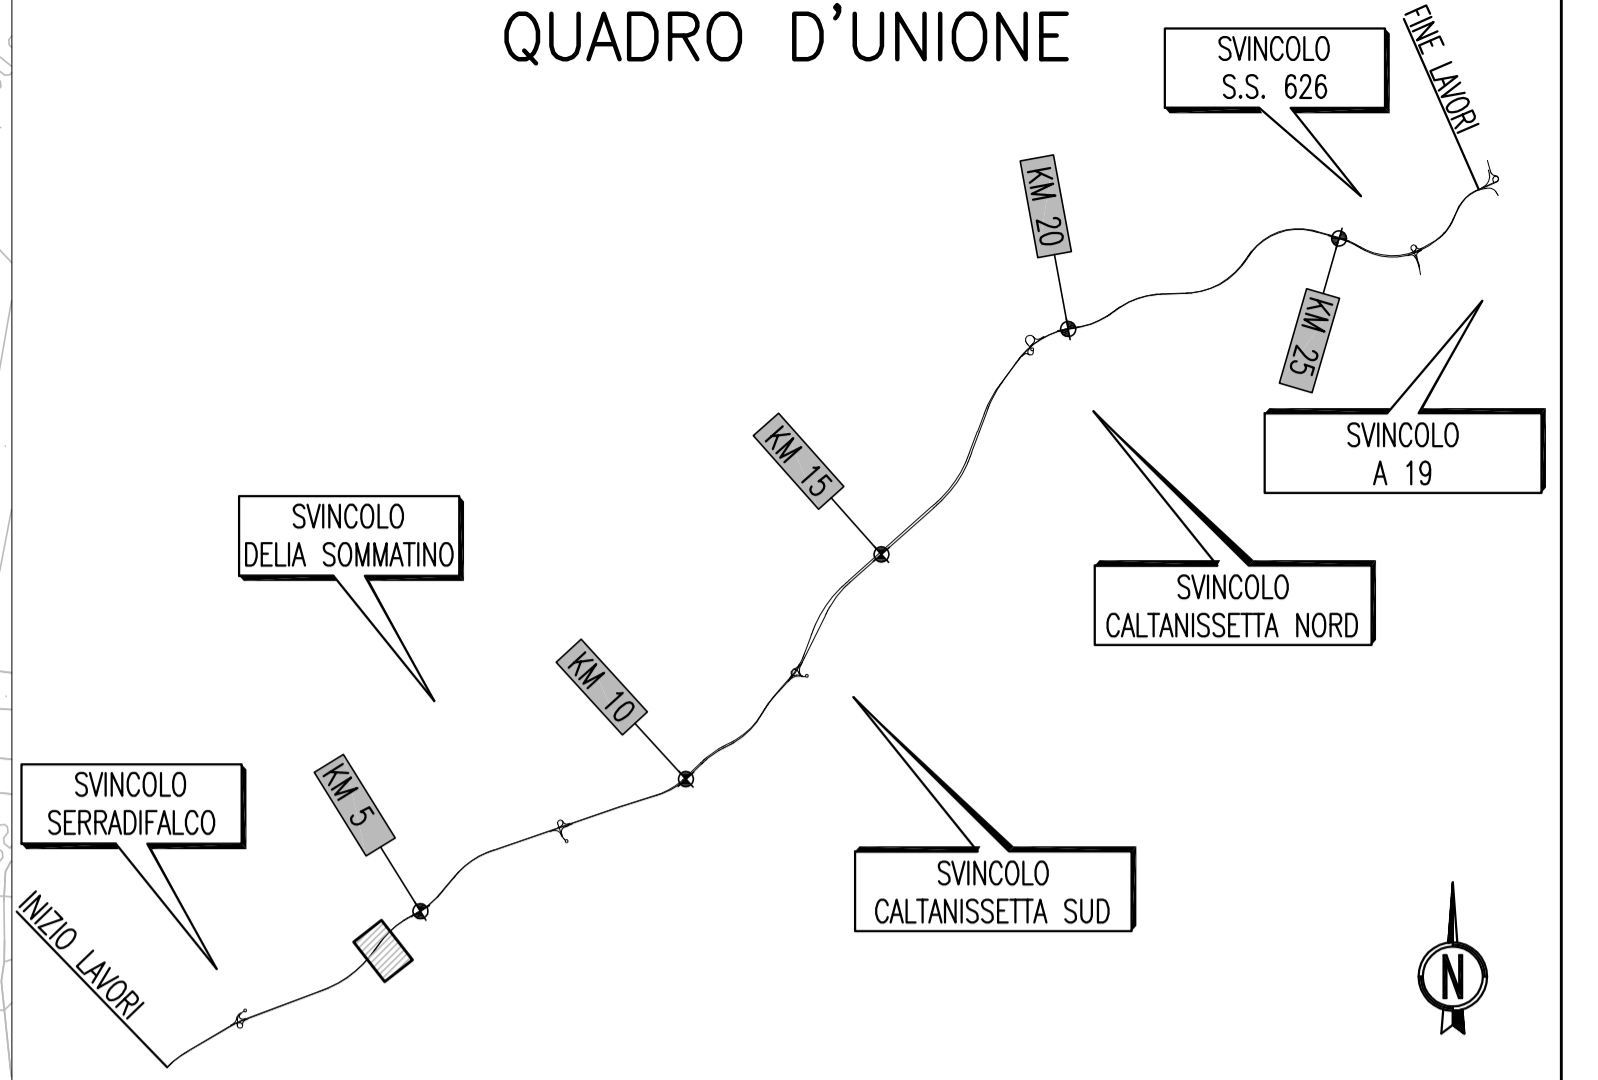 QUADRO D'UNIONE
SVINCOLO
S.S. 626
FINE LAVORI
KM 20
KM 25
SVINCOLO
A 19
KM 15
SVINCOLO
DELIA SOMMATINO
SVINCOLO
CALTANISSETTA NORD
KM 10
KM 5
SVINCOLO
SERRADIFALCO
SVINCOLO
CALTANISSETTA SUD
INIZIO LAVORI
N